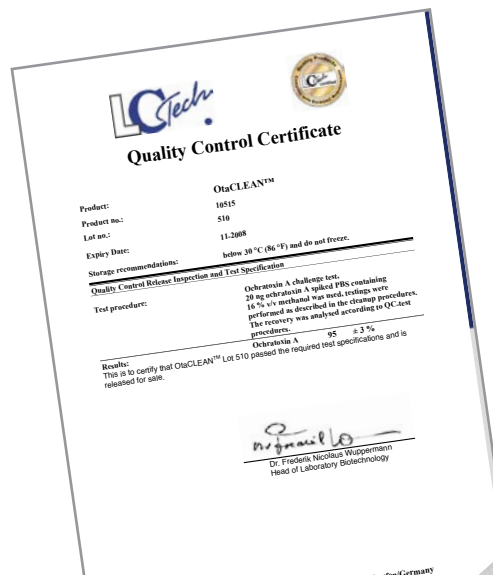 LCTech
Quality Control Certificate
Product: OtaCLEAN™
Product no.: 10515
Lot no.: 510
Expiry Date: 11-2008
Storage recommendations: below 30 °C (86 °F) and do not freeze.
Quality Control Release Inspection and Test Specification
Test procedure: Ochratoxin A challenge test,
20 ng ochratoxin A spiked PBS containing
16 % v/v methanol was used, testings were
performed as described in the cleanup procedures.
The recovery was analysed according to QC-test
procedures.
Results: Ochratoxin A 95 ± 3 %
This is to certify that OtaCLEAN™ Lot 510 passed the required test specifications and is
released for sale.
Dr. Frederik Nicolaus Wuppermann
Head of Laboratory Biotechnology
/Germany